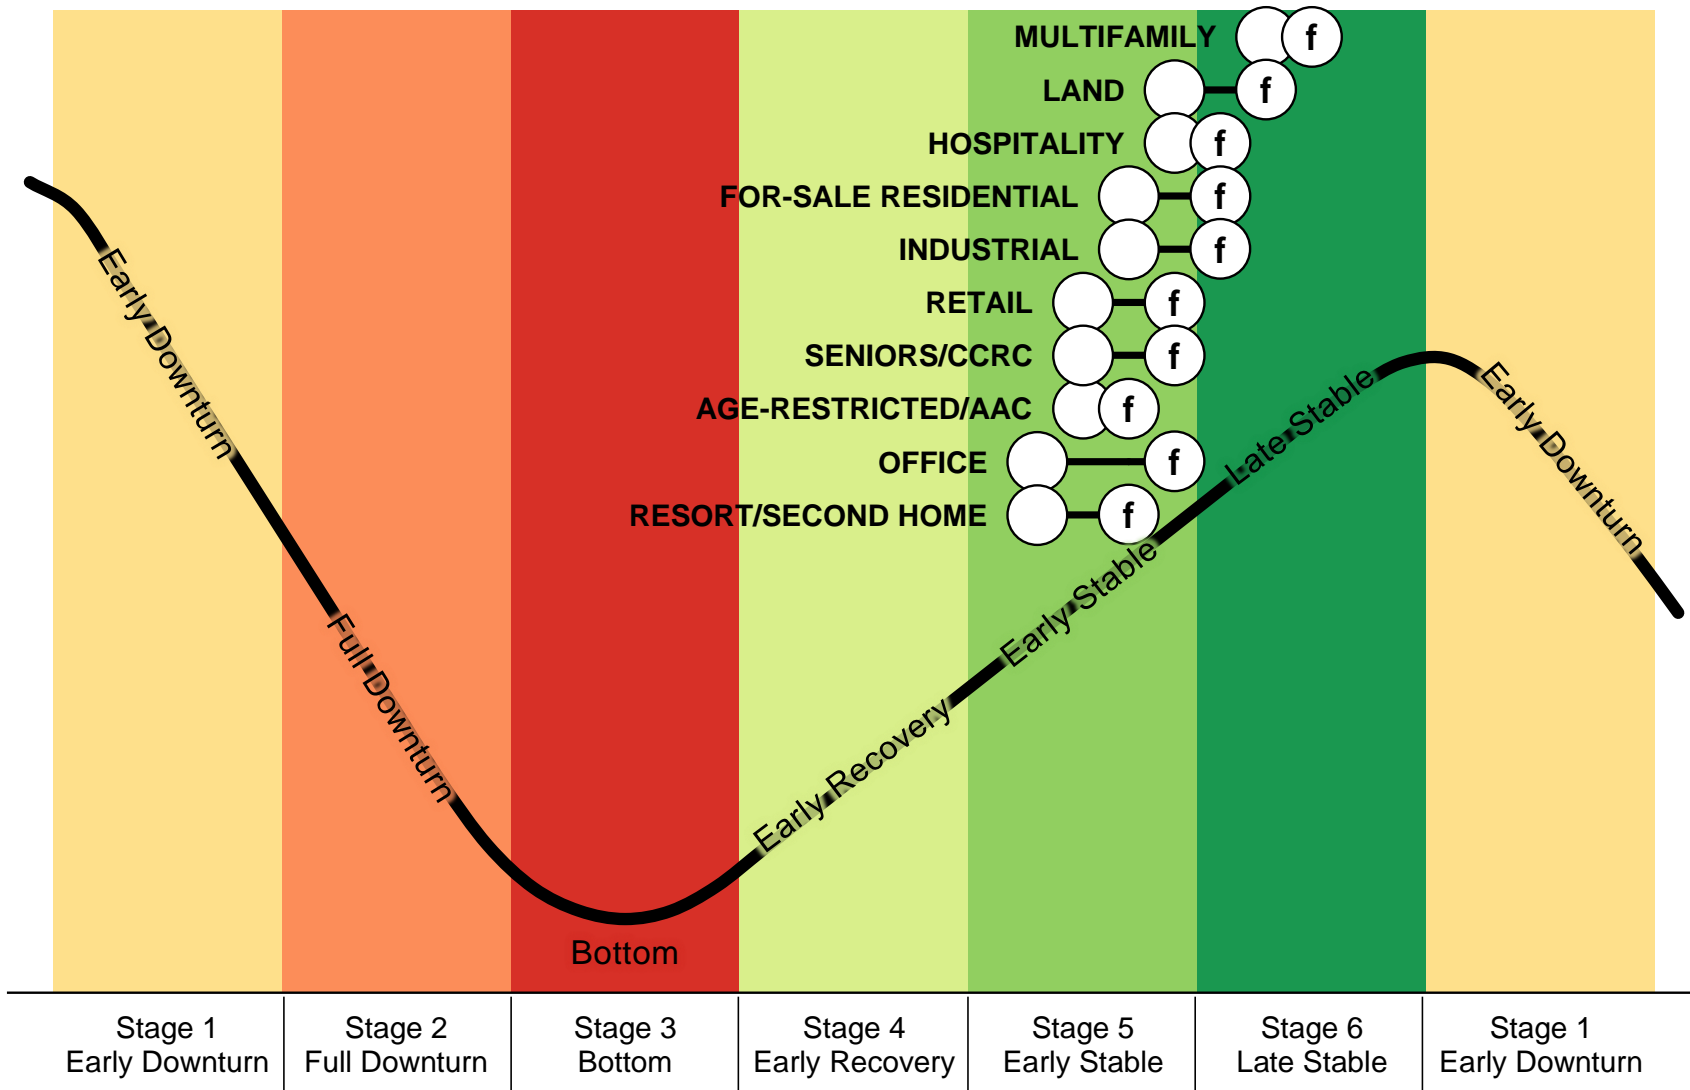 MULTIFAMILY f
LAND f
HOSPITALITY f
FOR-SALE RESIDENTIAL f
INDUSTRIAL f
RETAIL f
SENIORS/CCRC f
AGE-RESTRICTED/AAC f
OFFICE f
RESORT/SECOND HOME f
Early Downturn
Full Downturn
Bottom
Early Recovery
Early Stable
Late Stable
Early Downturn
Stage 1
Early Downturn
Stage 2
Full Downturn
Stage 3
Bottom
Stage 4
Early Recovery
Stage 5
Early Stable
Stage 6
Late Stable
Stage 1
Early Downturn